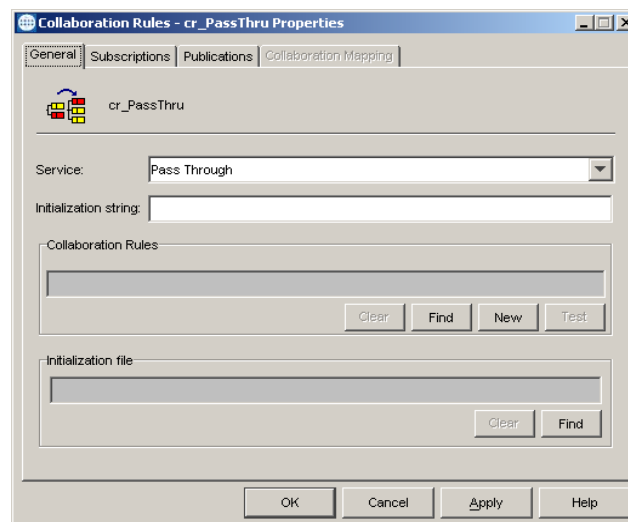 Collaboration Rules - cr_PassThru Properties
General Subscriptions Publications Collaboration Mapping
cr_PassThru
Service: Pass Through
Initialization string:
Collaboration Rules
Clear Find New Test
Initialization file
Clear Find
OK Cancel Apply Help